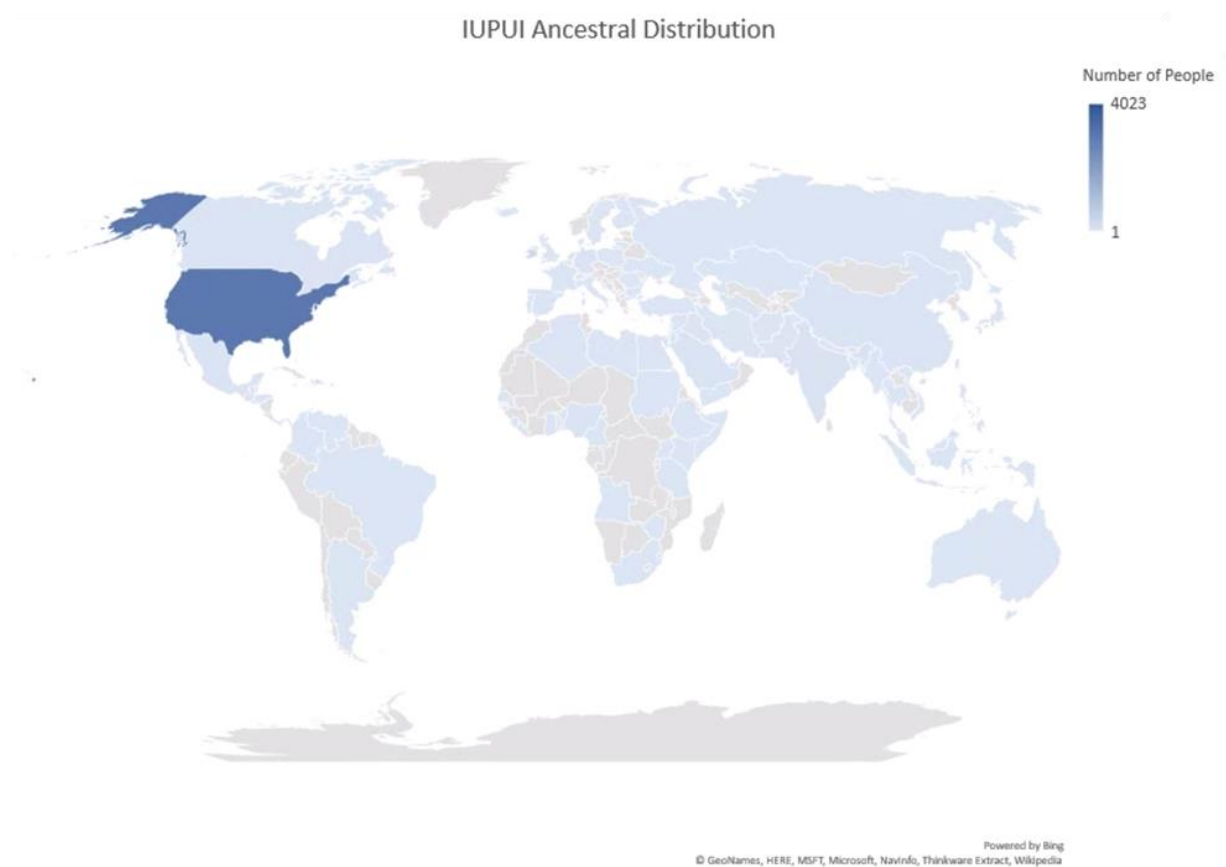 IUPUI Ancestral Distribution
Number of People
4023
1
Powered by Bing
© GeoNames, HERE, MSFT, Microsoft, NavInfo, Thinkware Extract, Wikipedia